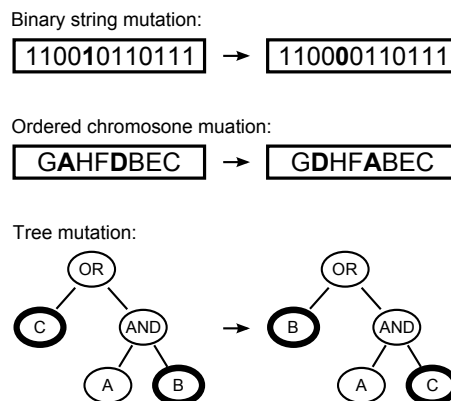 Binary string mutation:
110010110111 → 110000110111
Ordered chromosone muation:
GAHFDBEC → GDHFABEC
Tree mutation:
OR OR
C AND → B AND
A B A C